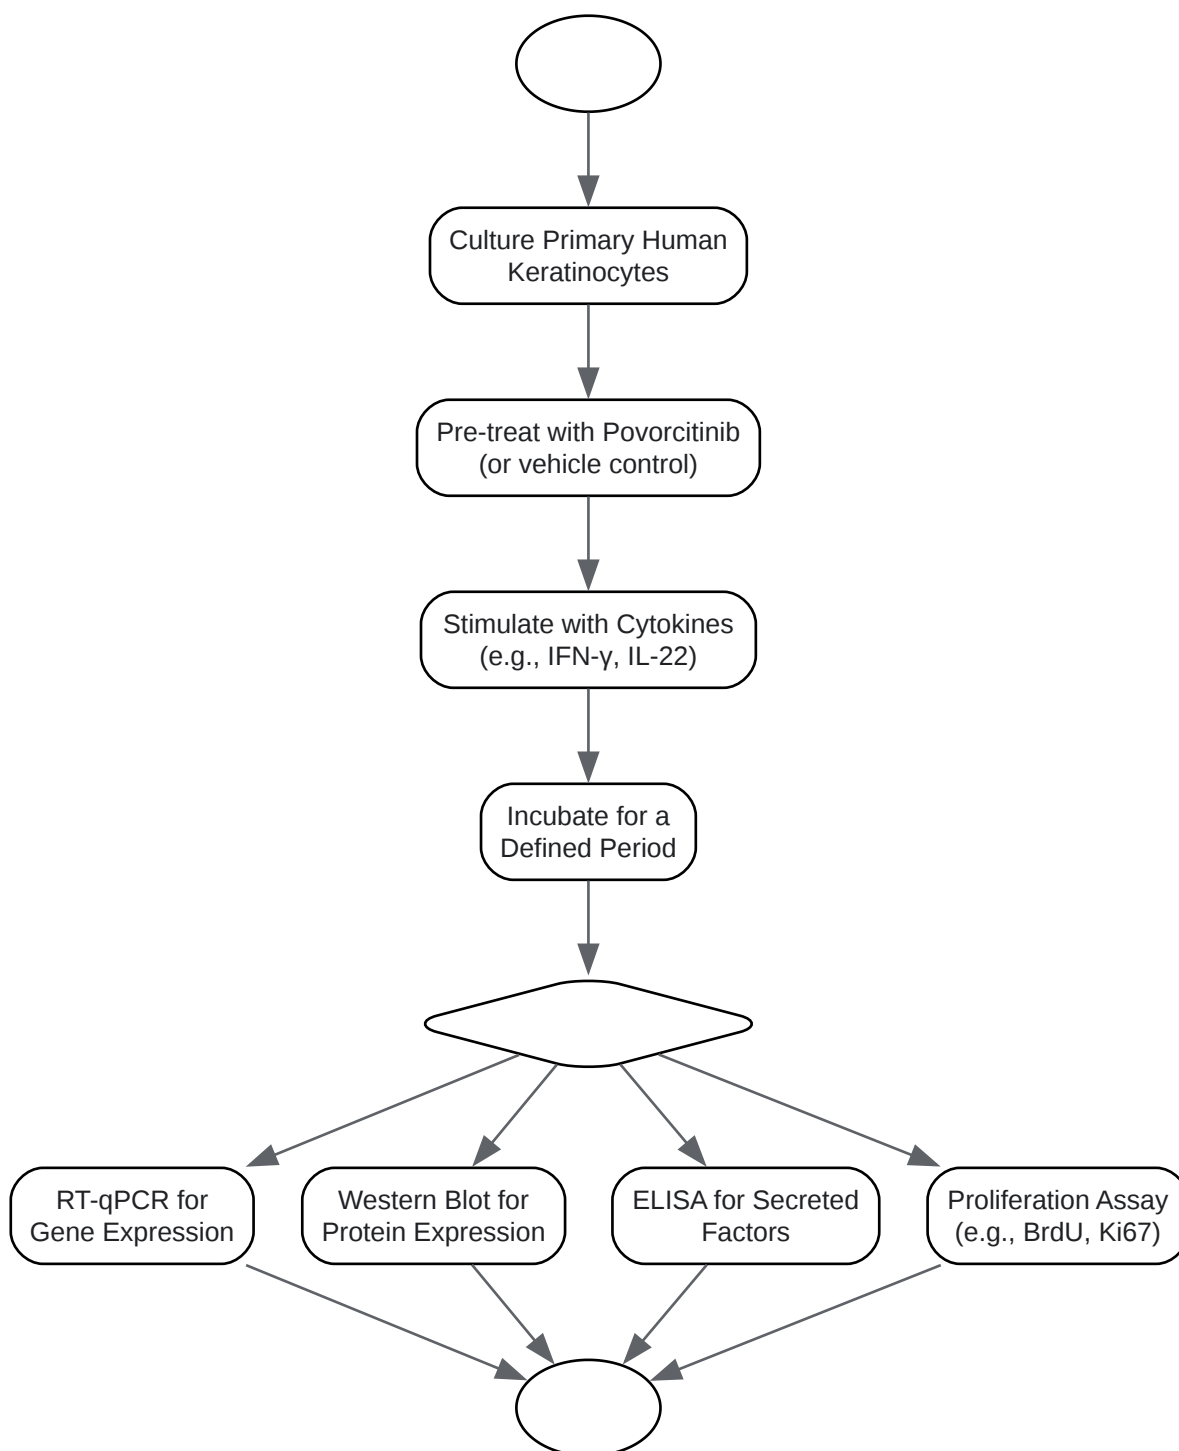 Culture Primary Human
Keratinocytes
Pre-treat with Povorcitinib
(or vehicle control)
Stimulate with Cytokines
(e.g., IFN-γ, IL-22)
Incubate for a
Defined Period
RT-qPCR for
Gene Expression
Western Blot for
Protein Expression
ELISA for Secreted
Factors
Proliferation Assay
(e.g., BrdU, Ki67)